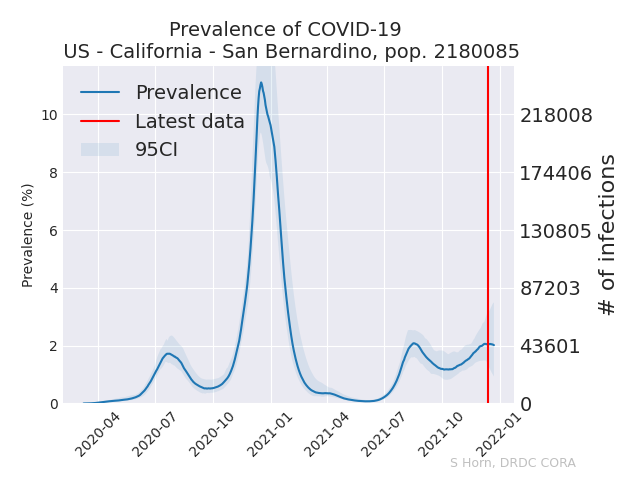 Prevalence of COVID-19
US - California - San Bernardino, pop. 2180085
Prevalence
Latest data
95CI
Prevalence (%)
10
8
6
4
2
0
218008
174406
130805
87203
43601
0
# of infections
2020-04
2020-07
2020-10
2021-01
2021-04
2021-07
2021-10
2022-01
S Horn, DRDC CORA